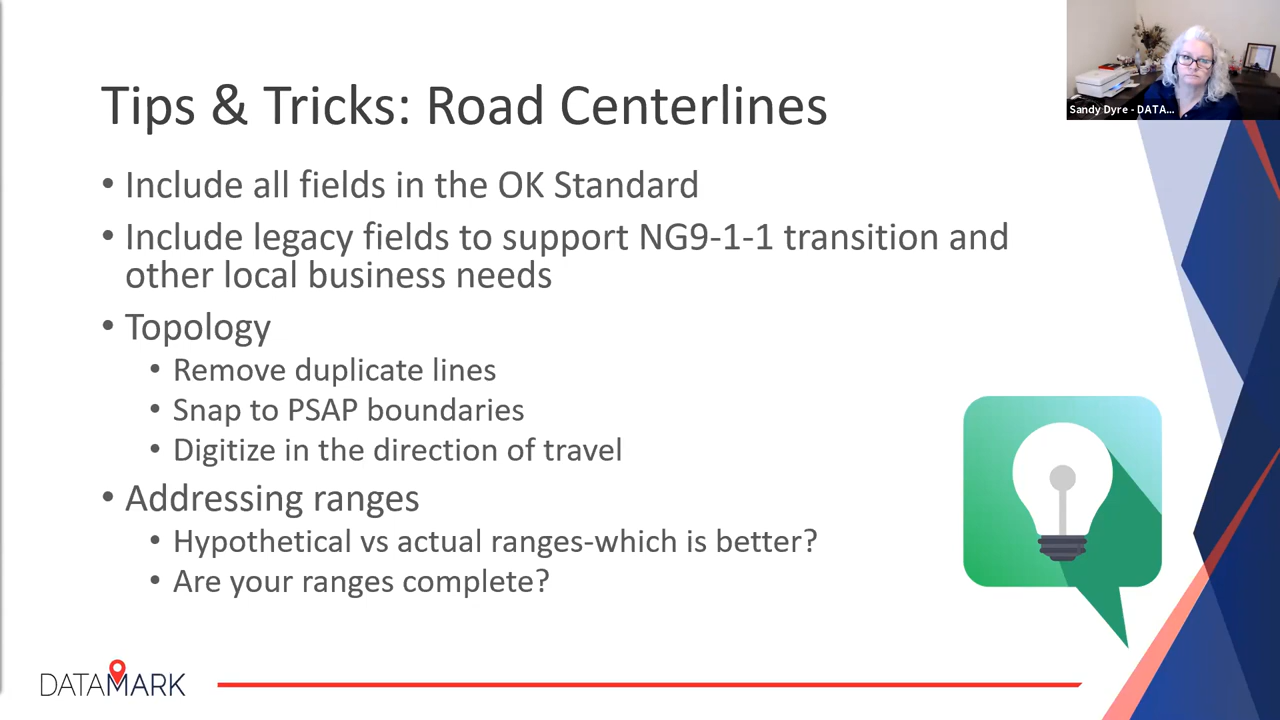 Sandy Dyre - DATA...
Tips & Tricks: Road Centerlines
• Include all fields in the OK Standard
• Include legacy fields to support NG9-1-1 transition and
other local business needs
• Topology
• Remove duplicate lines
• Snap to PSAP boundaries
• Digitize in the direction of travel
• Addressing ranges
• Hypothetical vs actual ranges-which is better?
• Are your ranges complete?
DATAMARK